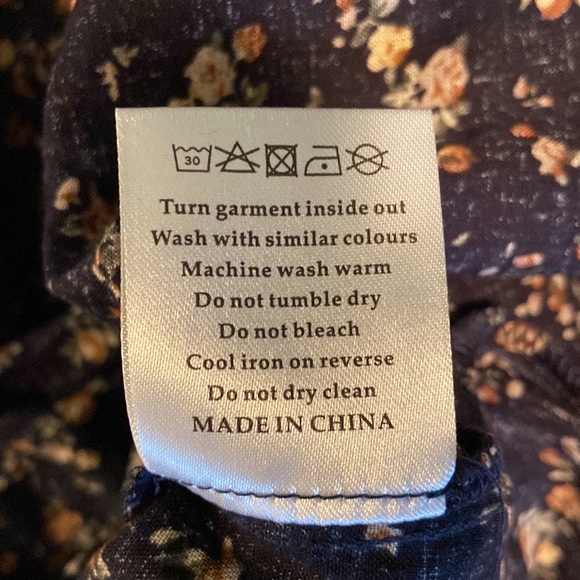 30
Turn garment inside out
Wash with similar colours
Machine wash warm
Do not tumble dry
Do not bleach
Cool iron on reverse
Do not dry clean
MADE IN CHINA